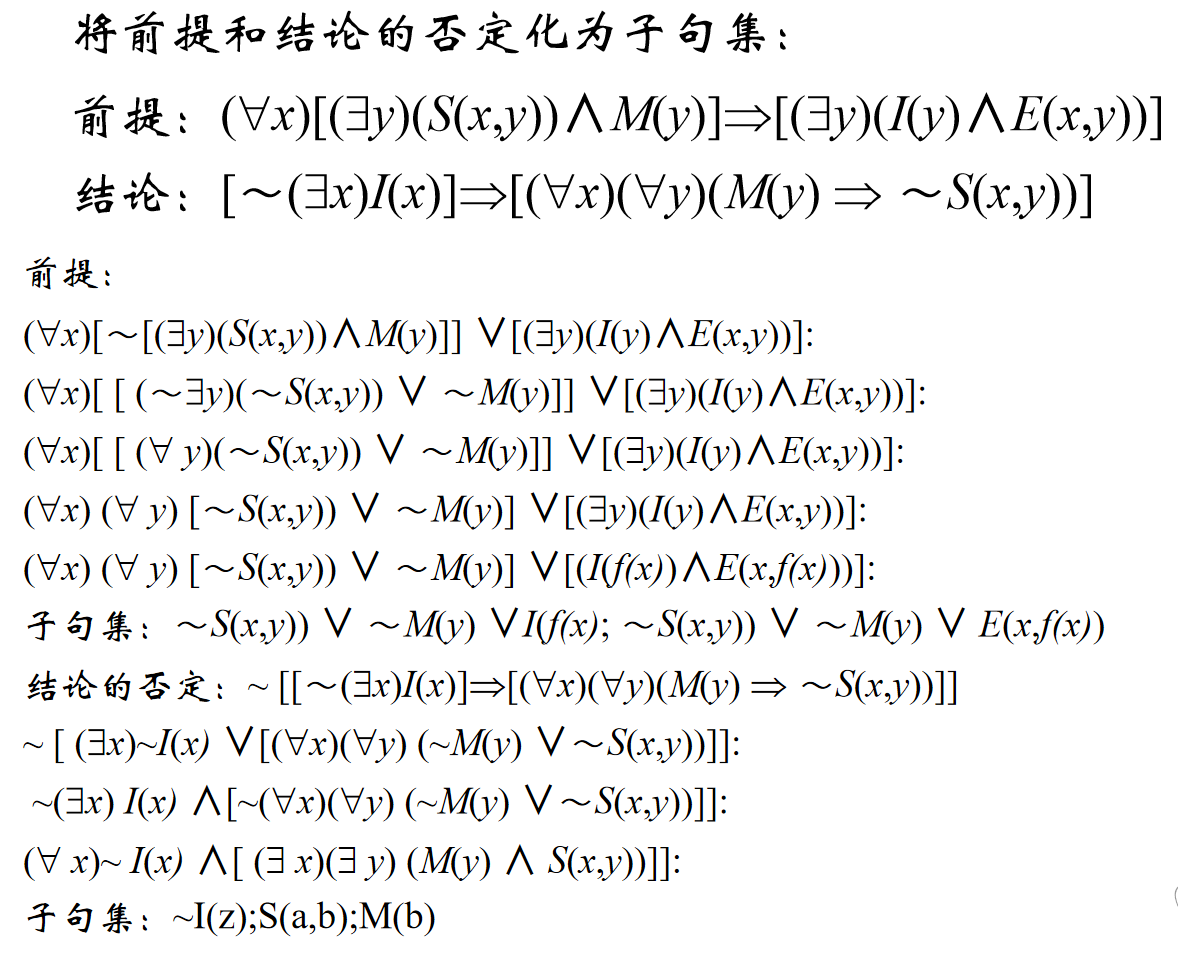 将前提和结论的否定化为子句集：
前提：(∀x)[(∃y)(S(x,y))∧M(y)]⇒[(∃y)(I(y)∧E(x,y))]
结论：[～(∃x)I(x)]⇒[(∀x)(∀y)(M(y) ⇒ ～S(x,y))]
前提：
(∀x)[～[(∃y)(S(x,y))∧M(y)]] ∨[(∃y)(I(y)∧E(x,y))]:
(∀x)[ [ (～∃y)(～S(x,y)) ∨ ～M(y)]] ∨[(∃y)(I(y)∧E(x,y))]:
(∀x)[ [ (∀ y)(～S(x,y)) ∨ ～M(y)]] ∨[(∃y)(I(y)∧E(x,y))]:
(∀x) (∀ y) [～S(x,y)) ∨ ～M(y)] ∨[(∃y)(I(y)∧E(x,y))]:
(∀x) (∀ y) [～S(x,y)) ∨ ～M(y)] ∨[(I(f(x))∧E(x,f(x)))]:
子句集：～S(x,y)) ∨ ～M(y) ∨I(f(x); ～S(x,y)) ∨ ～M(y) ∨ E(x,f(x))
结论的否定：~ [[～(∃x)I(x)]⇒[(∀x)(∀y)(M(y) ⇒ ～S(x,y))]]
~ [ (∃x)~I(x) ∨[(∀x)(∀y) (~M(y) ∨～S(x,y))]]:
~(∃x) I(x) ∧[~(∀x)(∀y) (~M(y) ∨～S(x,y))]]:
(∀ x)~ I(x) ∧[ (∃ x)(∃ y) (M(y) ∧ S(x,y))]]:
子句集：~I(z);S(a,b);M(b)